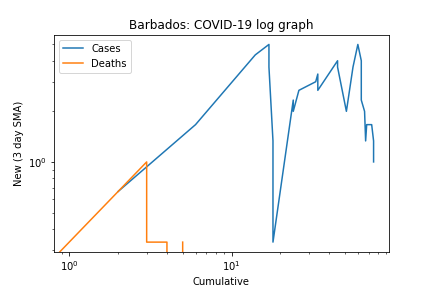 Barbados: COVID-19 log graph
Cases
Deaths
New (3 day SMA)
10⁰
10⁰
10¹
Cumulative